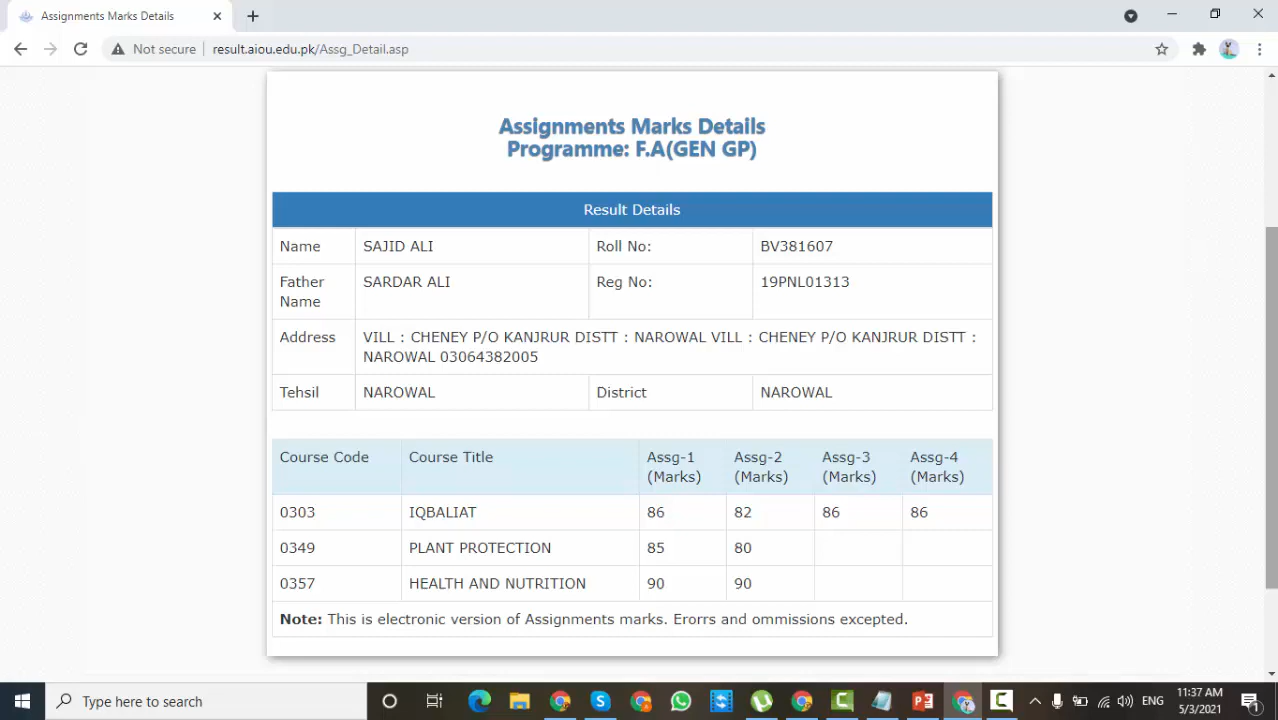 Assignments Marks Details
Not secure
result.aiou.edu.pk/Assg_Detail.asp
Assignments Marks Details
Programme: F.A(GEN GP)
Result Details
Name SAJID ALI Roll No: BV381607
Father SARDAR ALI Reg No: 19PNL01313
Name
Address VILL : CHENEY P/O KANJRUR DISTT : NAROWAL VILL : CHENEY P/O KANJRUR DISTT :
NAROWAL 03064382005
Tehsil NAROWAL District NAROWAL
Course Code Course Title Assg-1 Assg-2 Assg-3 Assg-4
(Marks) (Marks) (Marks) (Marks)
0303 IQBALIAT 86 82 86 86
0349 PLANT PROTECTION 85 80
0357 HEALTH AND NUTRITION 90 90
Note: This is electronic version of Assignments marks. Erorrs and ommissions excepted.
Type here to search
ENG
11:37 AM
5/3/2021
1